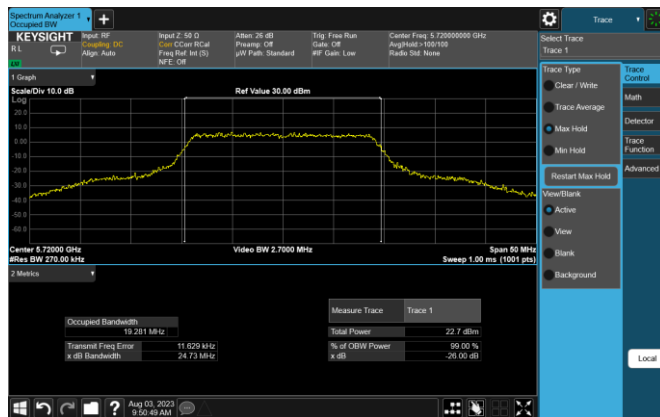 Spectrum Analyzer 1
Occupied BW
KEYSIGHT
R L
LW
Input: RF
Coupling: DC
Align: Auto
Input Z: 50 Ω
Corr CCorr RCal
Freq Ref: Int (S)
NFE: Off
Atten: 26 dB
Preamp: Off
µW Path: Standard
Trig: Free Run
Gate: Off
#IF Gain: Low
Center Freq: 5.720000000 GHz
Avg|Hold:>100/100
Radio Std: None
1 Graph
Scale/Div 10.0 dB
Ref Value 30.00 dBm
Log
20.0
10.0
0.00
-10.0
-20.0
-30.0
-40.0
-50.0
-60.0
Center 5.72000 GHz
#Res BW 270.00 kHz
Video BW 2.7000 MHz
Span 50 MHz
Sweep 1.00 ms (1001 pts)
2 Metrics
Occupied Bandwidth
19.281 MHz
Transmit Freq Error 11.629 kHz
x dB Bandwidth 24.73 MHz
Measure Trace Trace 1
Total Power 22.7 dBm
% of OBW Power 99.00 %
x dB -26.00 dB
Aug 03, 2023
9:50:49 AM
Trace
Select Trace
Trace 1
Trace Type
Clear / Write
Trace Average
Max Hold
Min Hold
Restart Max Hold
View/Blank
Active
View
Blank
Background
Trace
Control
Math
Detector
Trace
Function
Advanced
Local